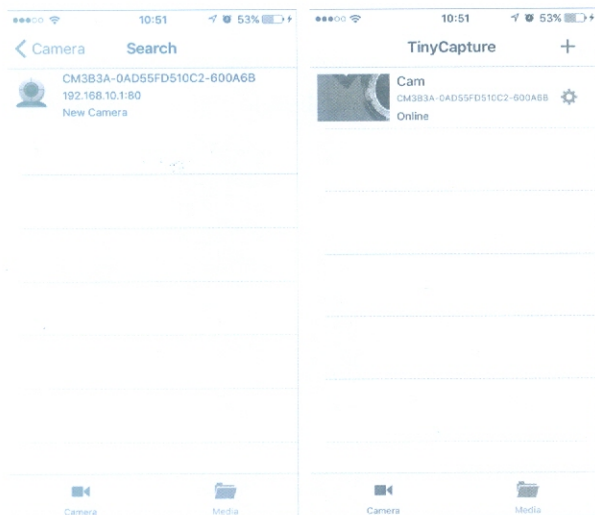 10:51
53%
Camera
Search
CM3B3A-0AD55FD510C2-600A6B
192.168.10.1:80
New Camera
Camera
Media
10:51
53%
TinyCapture
+
Cam
CM3B3A-0AD55FD510C2-600A6B
Online
Camera
Media